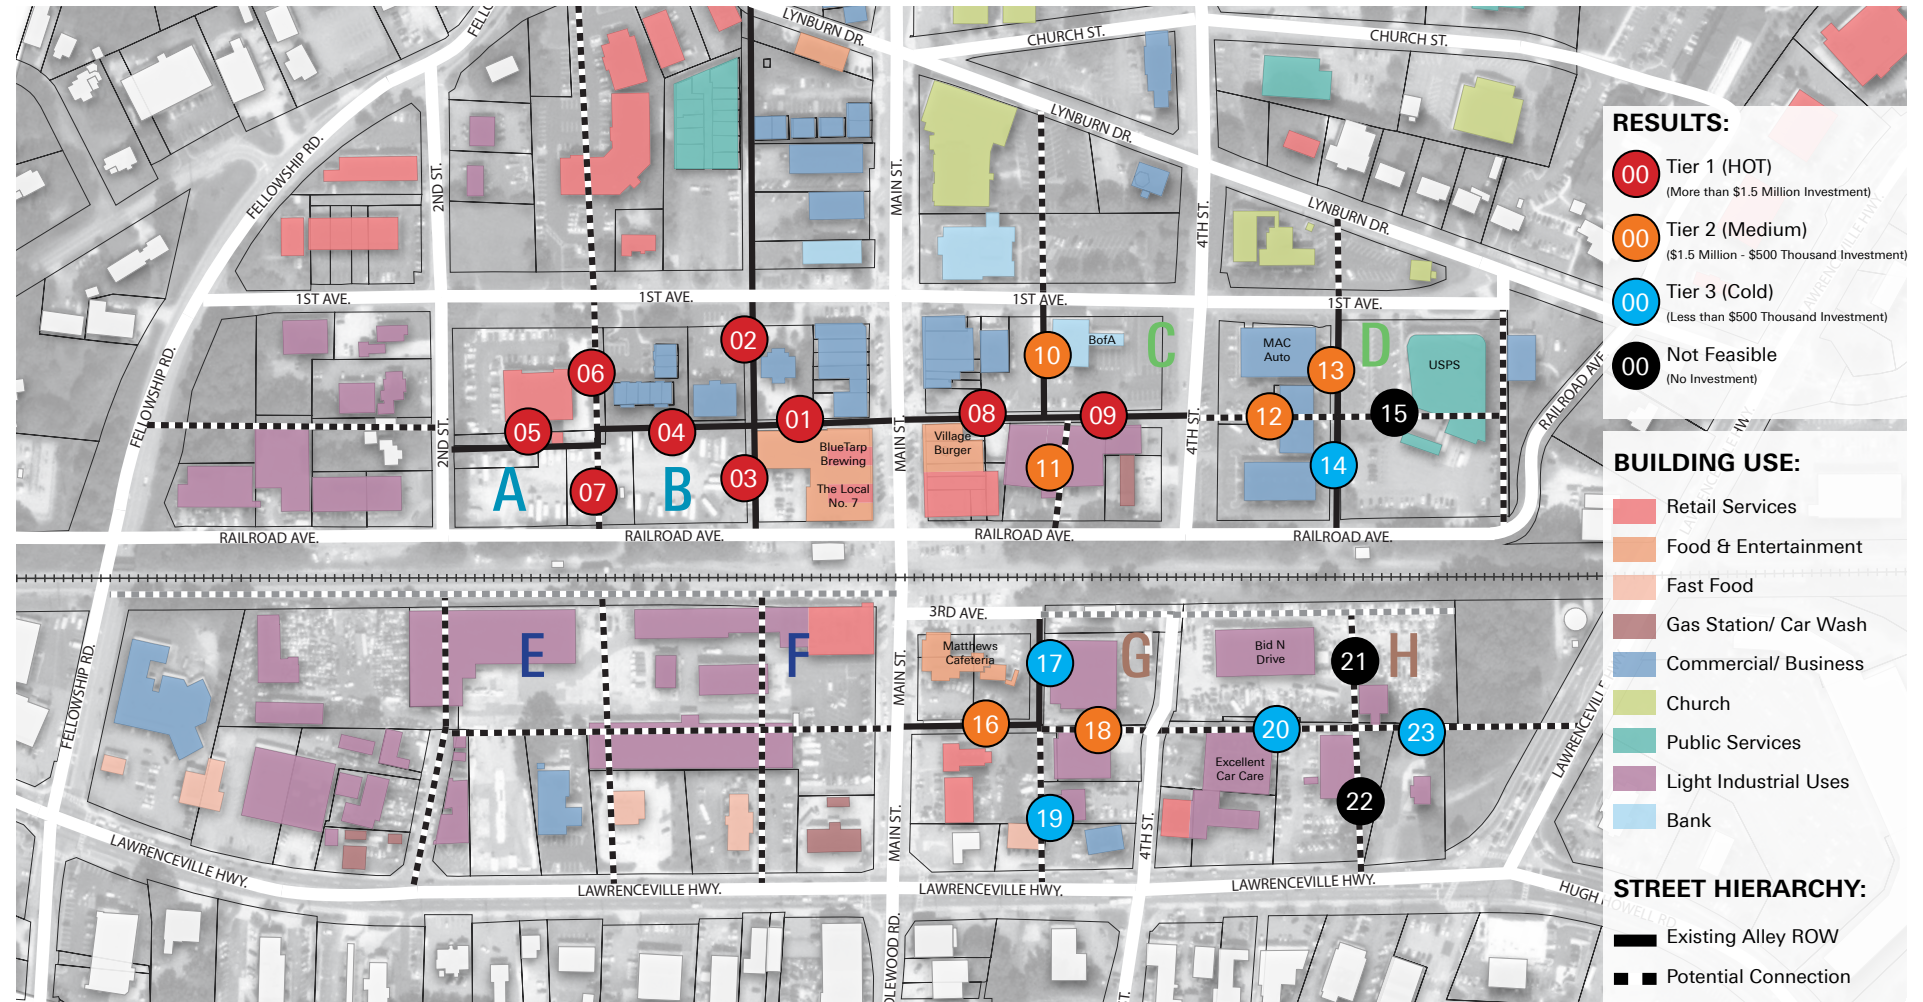 FELLO
LYNBURN DR.
CHURCH ST.
CHURCH ST.
LYNBURN DR.
FELLOWSHIP RD.
2ND ST.
MAIN ST.
4TH ST.
LYNBURN DR.
1ST AVE.
1ST AVE.
1ST AVE.
1ST AVE.
FELLOWSHIP RD.
02
06
10
BofA
C
MAC
Auto
13
D
USPS
RAILROAD AVE.
05
04
01
08
09
12
15
2ND ST.
MAIN ST.
4TH ST.
BlueTarp
Brewing
The Local
No. 7
Village
Burger
11
14
A
07
B
03
RAILROAD AVE.
RAILROAD AVE.
RAILROAD AVE.
RAILROAD AVE.
3RD AVE.
FELLOWSHIP RD.
E
F
MAIN ST.
Matthews
Cafeteria
17
G
Bid N
Drive
21
H
16
18
20
23
LAWRENCEVILLE
Excellent
Car Care
22
19
MAIN ST.
4TH ST.
LAWRENCEVILLE HWY.
LAWRENCEVILLE HWY.
LAWRENCEVILLE HWY.
LAWRENCEVILLE HWY.
HUGH HOWELL RD.
DLEWOOD RD.
ST.
RESULTS:
00 Tier 1 (HOT)
(More than $1.5 Million Investment)
00 Tier 2 (Medium)
($1.5 Million - $500 Thousand Investment)
00 Tier 3 (Cold)
(Less than $500 Thousand Investment)
00 Not Feasible
(No Investment)
BUILDING USE:
Retail Services
Food & Entertainment
Fast Food
Gas Station/ Car Wash
Commercial/ Business
Church
Public Services
Light Industrial Uses
Bank
STREET HIERARCHY:
Existing Alley ROW
Potential Connection